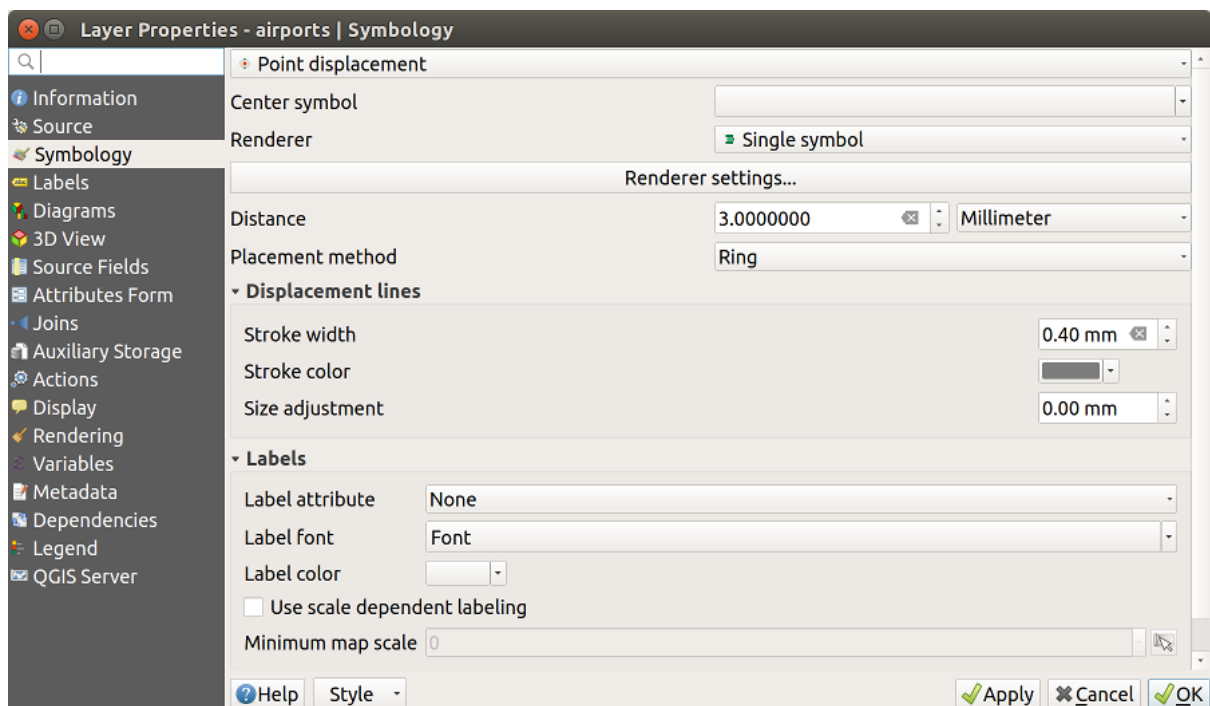 Layer Properties - airports | Symbology
Information
Source
Symbology
Labels
Diagrams
3D View
Source Fields
Attributes Form
Joins
Auxiliary Storage
Actions
Display
Rendering
Variables
Metadata
Dependencies
Legend
QGIS Server
Point displacement
Center symbol
Renderer Single symbol
Renderer settings...
Distance 3.0000000 Millimeter
Placement method Ring
Displacement lines
Stroke width 0.40 mm
Stroke color
Size adjustment 0.00 mm
Labels
Label attribute None
Label font Font
Label color
Use scale dependent labeling
Minimum map scale 0
Help Style Apply Cancel OK